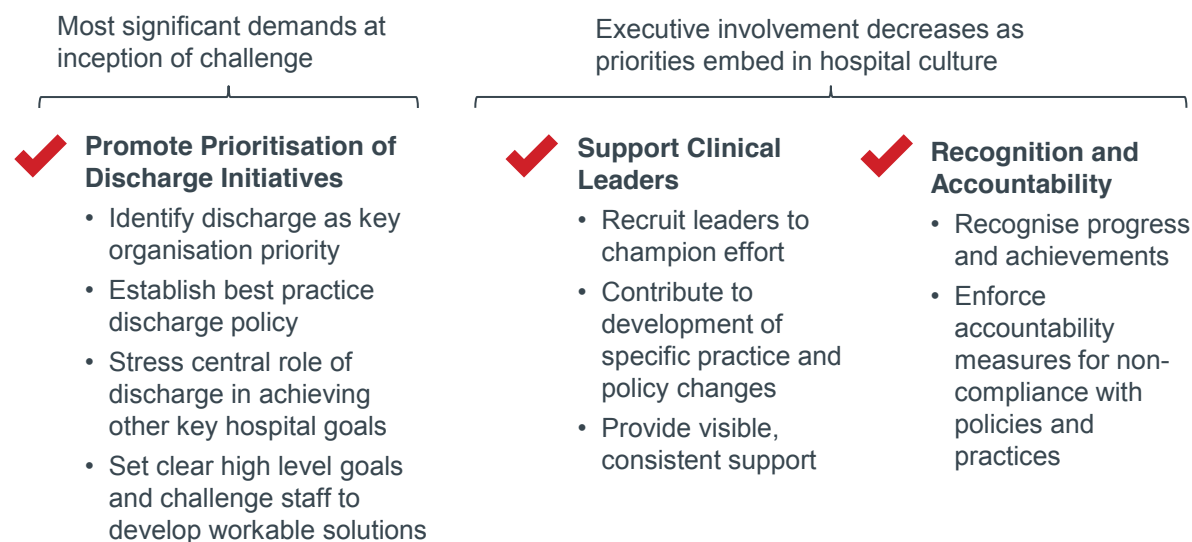 Most significant demands at
inception of challenge
Executive involvement decreases as
priorities embed in hospital culture
Promote Prioritisation of
Discharge Initiatives
• Identify discharge as key
organisation priority
• Establish best practice
discharge policy
• Stress central role of
discharge in achieving
other key hospital goals
• Set clear high level goals
and challenge staff to
develop workable solutions
Support Clinical
Leaders
• Recruit leaders to
champion effort
• Contribute to
development of
specific practice and
policy changes
• Provide visible,
consistent support
Recognition and
Accountability
• Recognise progress
and achievements
• Enforce
accountability
measures for non-
compliance with
policies and
practices